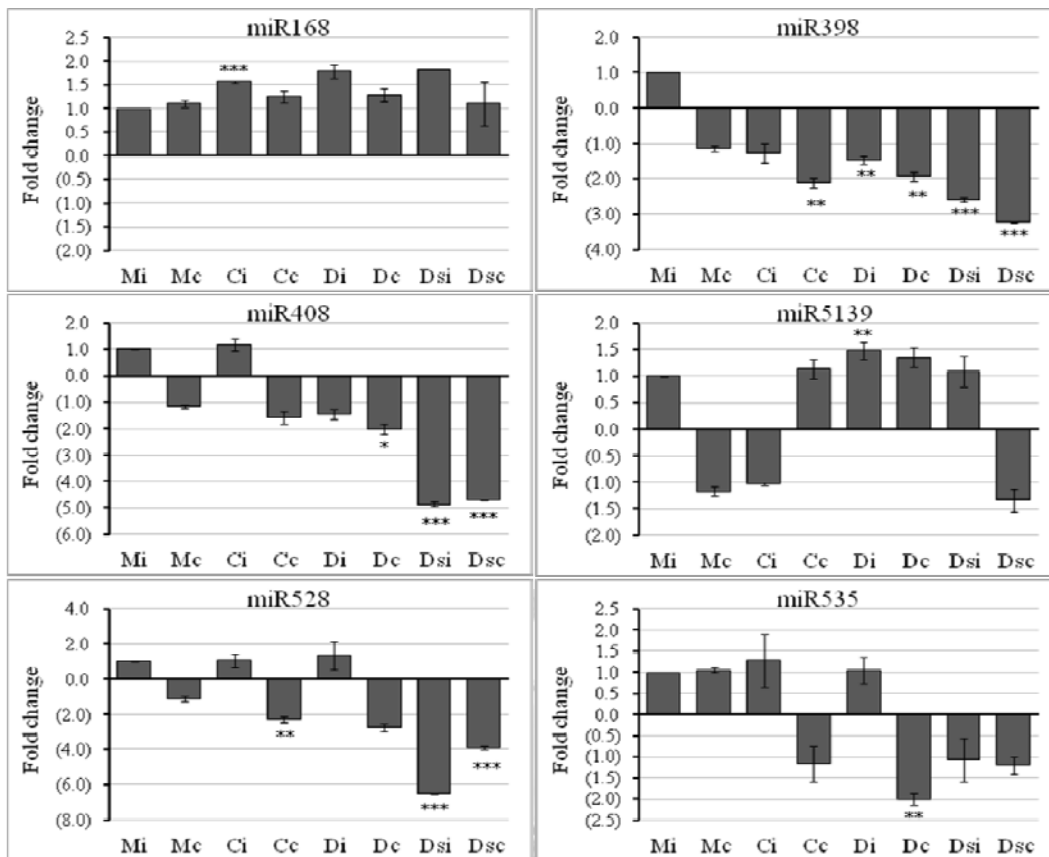 miR168
Fold change
2.5
2.0
1.5
1.0
0.5
0.0
(0.5)
(1.0)
(1.5)
(2.0)
***
Mi Mc Ci Cc Di Dc Dsi Dsc
miR398
Fold change
2.0
1.0
0.0
(1.0)
(2.0)
(3.0)
(4.0)
** ** ** *** ***
Mi Mc Ci Cc Di Dc Dsi Dsc
miR408
Fold change
2.0
1.0
0.0
(1.0)
(2.0)
(3.0)
(4.0)
(5.0)
(6.0)
* *** ***
Mi Mc Ci Cc Di Dc Dsi Dsc
miR5139
Fold change
2.0
1.5
1.0
0.5
0.0
(0.5)
(1.0)
(1.5)
(2.0)
**
Mi Mc Ci Cc Di Dc Dsi Dsc
miR528
Fold change
4.0
2.0
0.0
(2.0)
(4.0)
(6.0)
(8.0)
** *** ***
Mi Mc Ci Cc Di Dc Dsi Dsc
miR535
Fold change
2.5
2.0
1.5
1.0
0.5
0.0
(0.5)
(1.0)
(1.5)
(2.0)
(2.5)
**
Mi Mc Ci Cc Di Dc Dsi Dsc